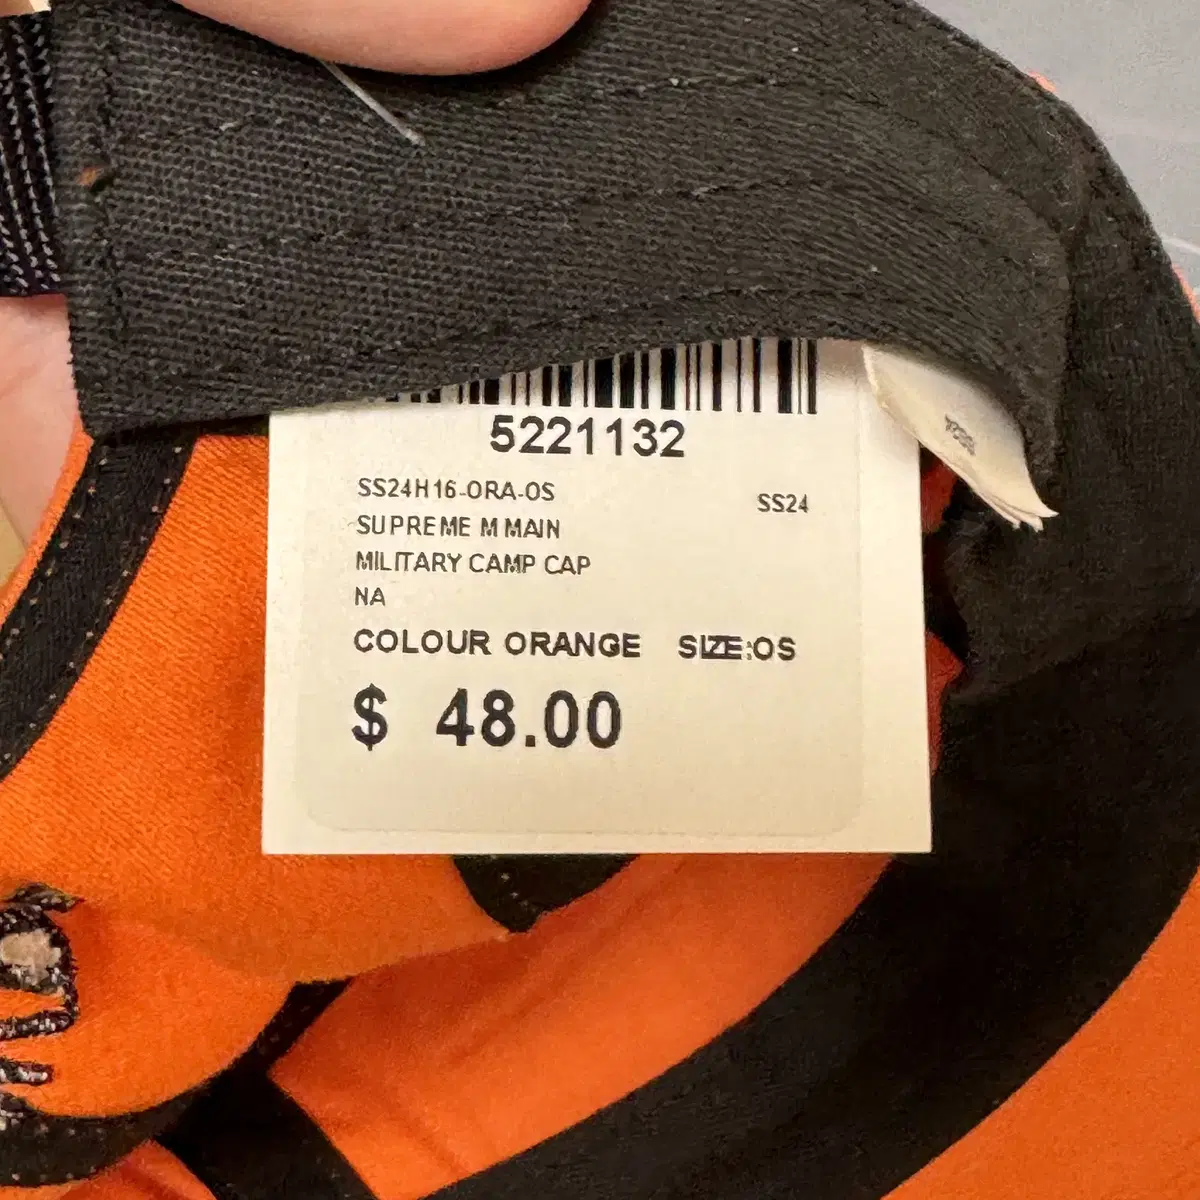 5221132
SS24H16-ORA-OS
SS24
SUPREME M MAIN
MILITARY CAMP CAP
NA
COLOUR ORANGE SIZE:OS
$ 48.00